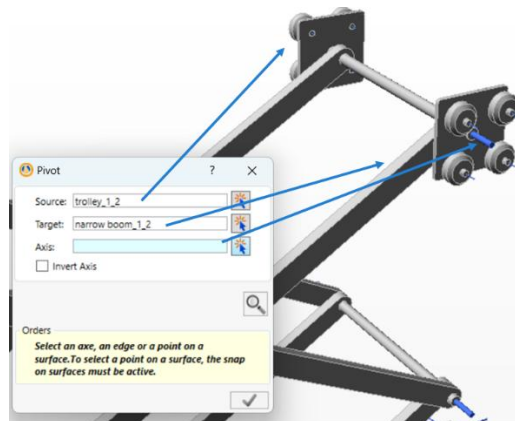 Pivot
?
Source:
trolley_1_2
Target:
narrow boom_1_2
Axis:
Invert Axis
Orders
Select an axe, an edge or a point on a
surface.To select a point on a surface, the snap
on surfaces must be active.